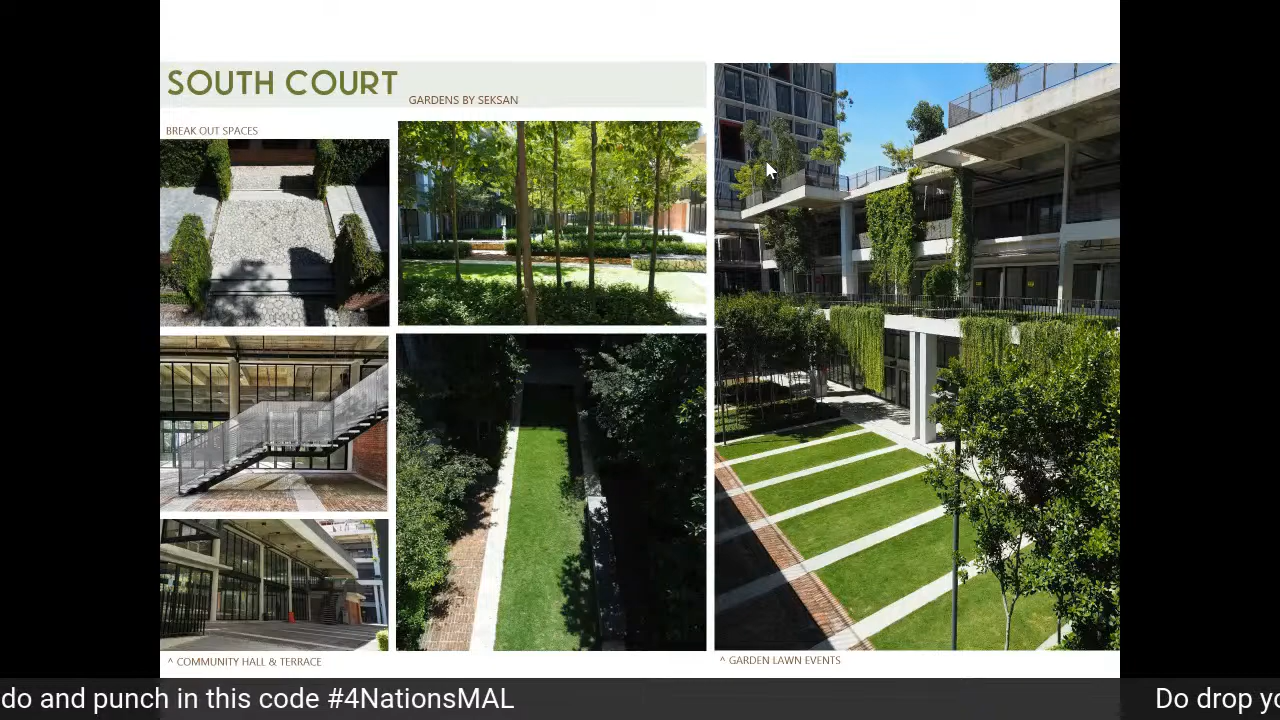 SOUTH COURT
GARDENS BY SEKSAN
BREAK OUT SPACES
^ COMMUNITY HALL & TERRACE
^ GARDEN LAWN EVENTS
do and punch in this code #4NationsMAL
Do drop